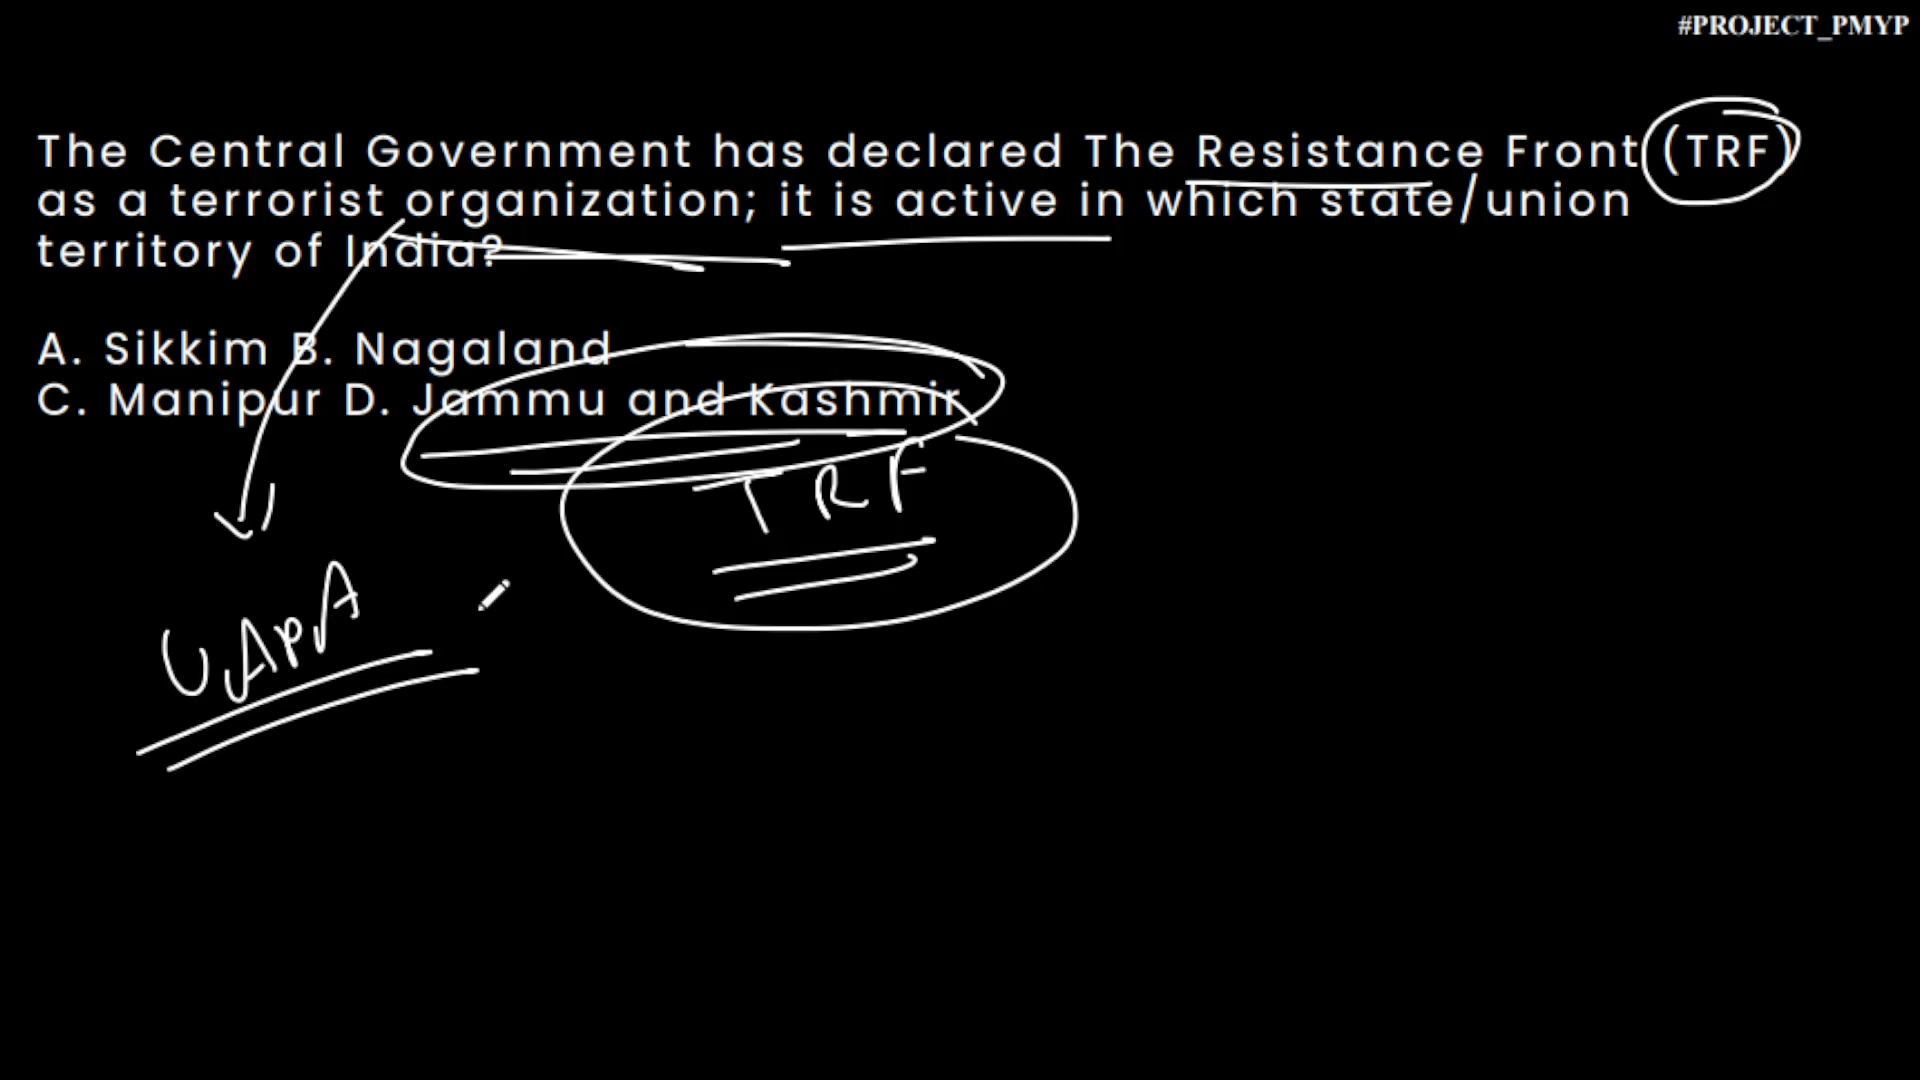 #PROJECT_PMYP
The Central Government has declared The Resistance Front (TRF)
as a terrorist organization; it is active in which state/union
territory of India?
A. Sikkim B. Nagaland
C. Manipur D. Jammu and Kashmir
TRF
UAPA